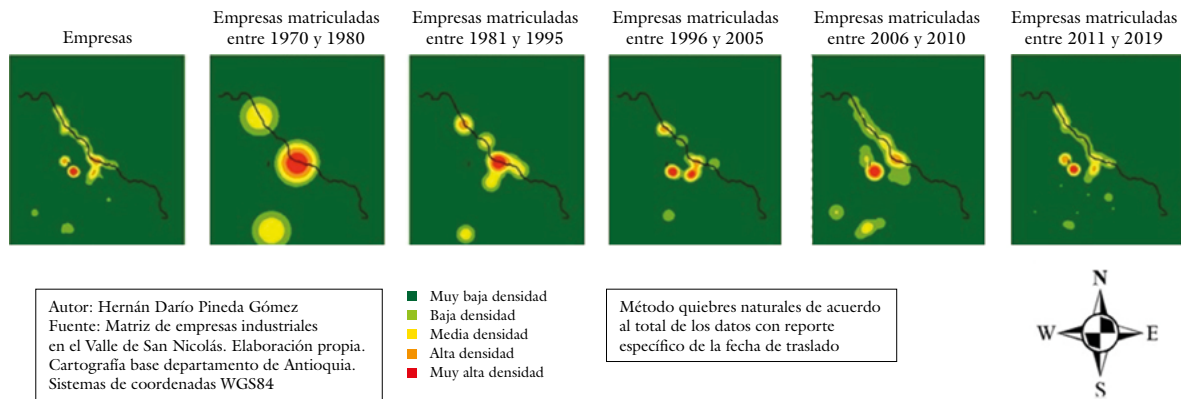 Empresas
Empresas matriculadas
entre 1970 y 1980
Empresas matriculadas
entre 1981 y 1995
Empresas matriculadas
entre 1996 y 2005
Empresas matriculadas
entre 2006 y 2010
Empresas matriculadas
entre 2011 y 2019
Autor: Hernán Darío Pineda Gómez
Fuente: Matriz de empresas industriales
en el Valle de San Nicolás. Elaboración propia.
Cartografía base departamento de Antioquia.
Sistemas de coordenadas WGS84
Muy baja densidad
Baja densidad
Media densidad
Alta densidad
Muy alta densidad
Método quiebres naturales de acuerdo
al total de los datos con reporte
específico de la fecha de traslado
N
W E
S